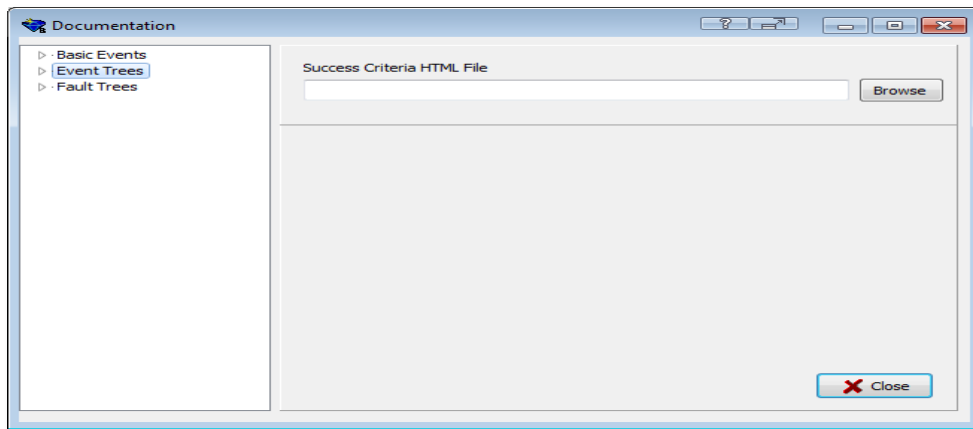 Documentation
Basic Events
Event Trees
Fault Trees
Success Criteria HTML File
Browse
Close